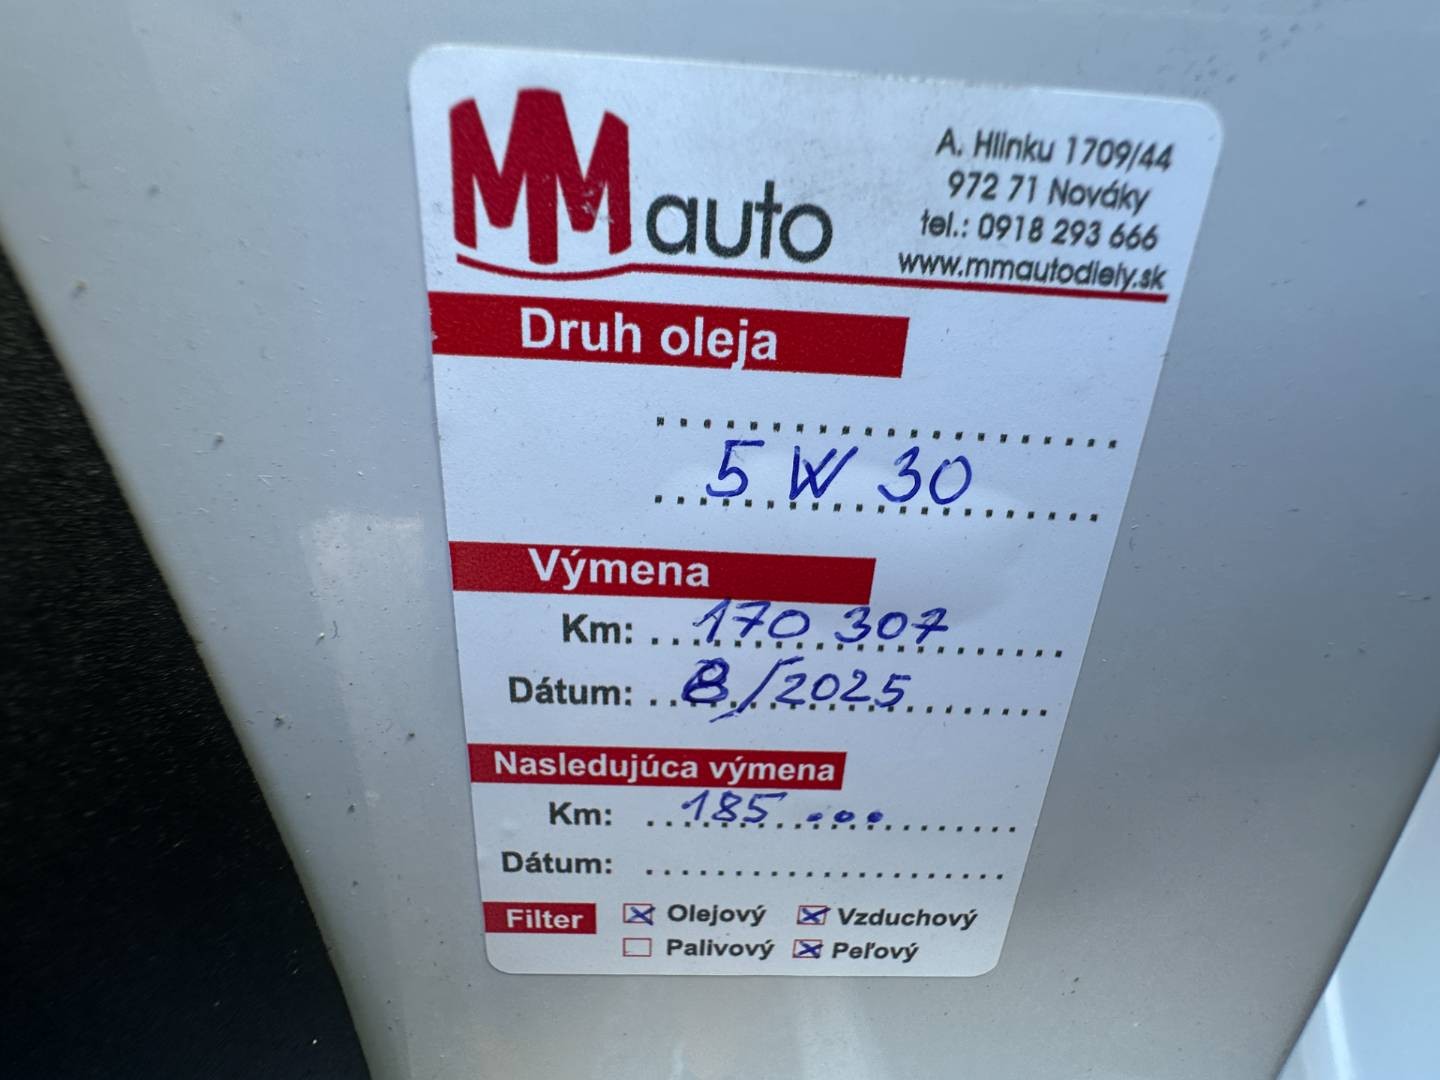 MM auto
A. Hlinku 1709/44
972 71 Nováky
tel.: 0918 293 666
www.mmautodiely.sk
Druh oleja
5 W 30
Výmena
Km: 170 307
Dátum: 8/2025
Nasledujúca výmena
Km: 185 ...
Dátum:
Filter Olejový Vzduchový
Palivový Peľový